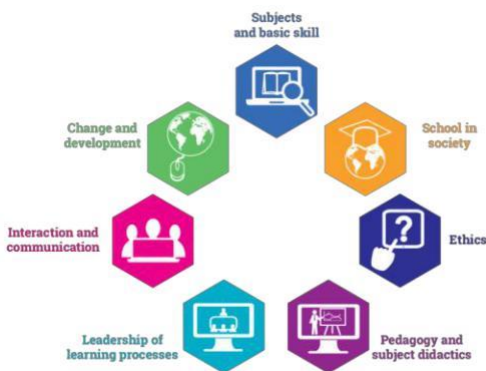 Subjects
and basic skill
Change and
development
School in
society
Interaction and
communication
?
Ethics
Leadership of
learning processes
Pedagogy and
subject didactics